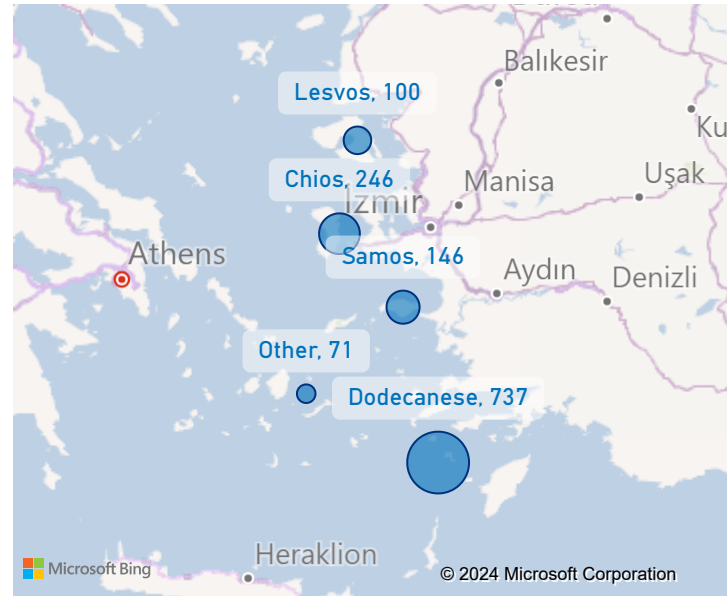 Balıkesir
Lesvos, 100
Ku
Chios, 246
Uşak
Manisa
İzmir
Athens
Samos, 146
Aydın
Denizli
Other, 71
Dodecanese, 737
Heraklion
Microsoft Bing
© 2024 Microsoft Corporation